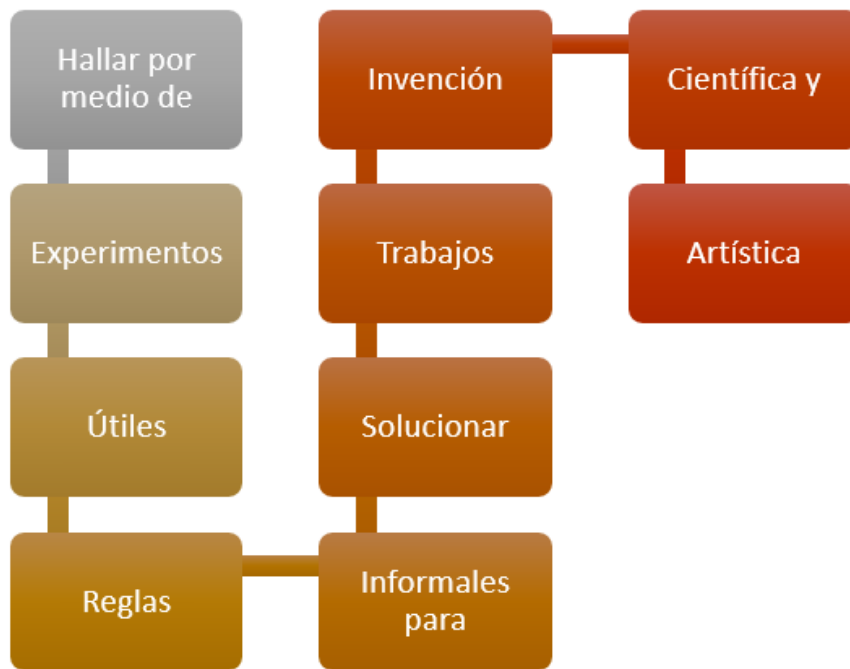 Hallar por
medio de
Experimentos
Útiles
Reglas
Informales
para
Solucionar
Trabajos
Invención
Científica y
Artística